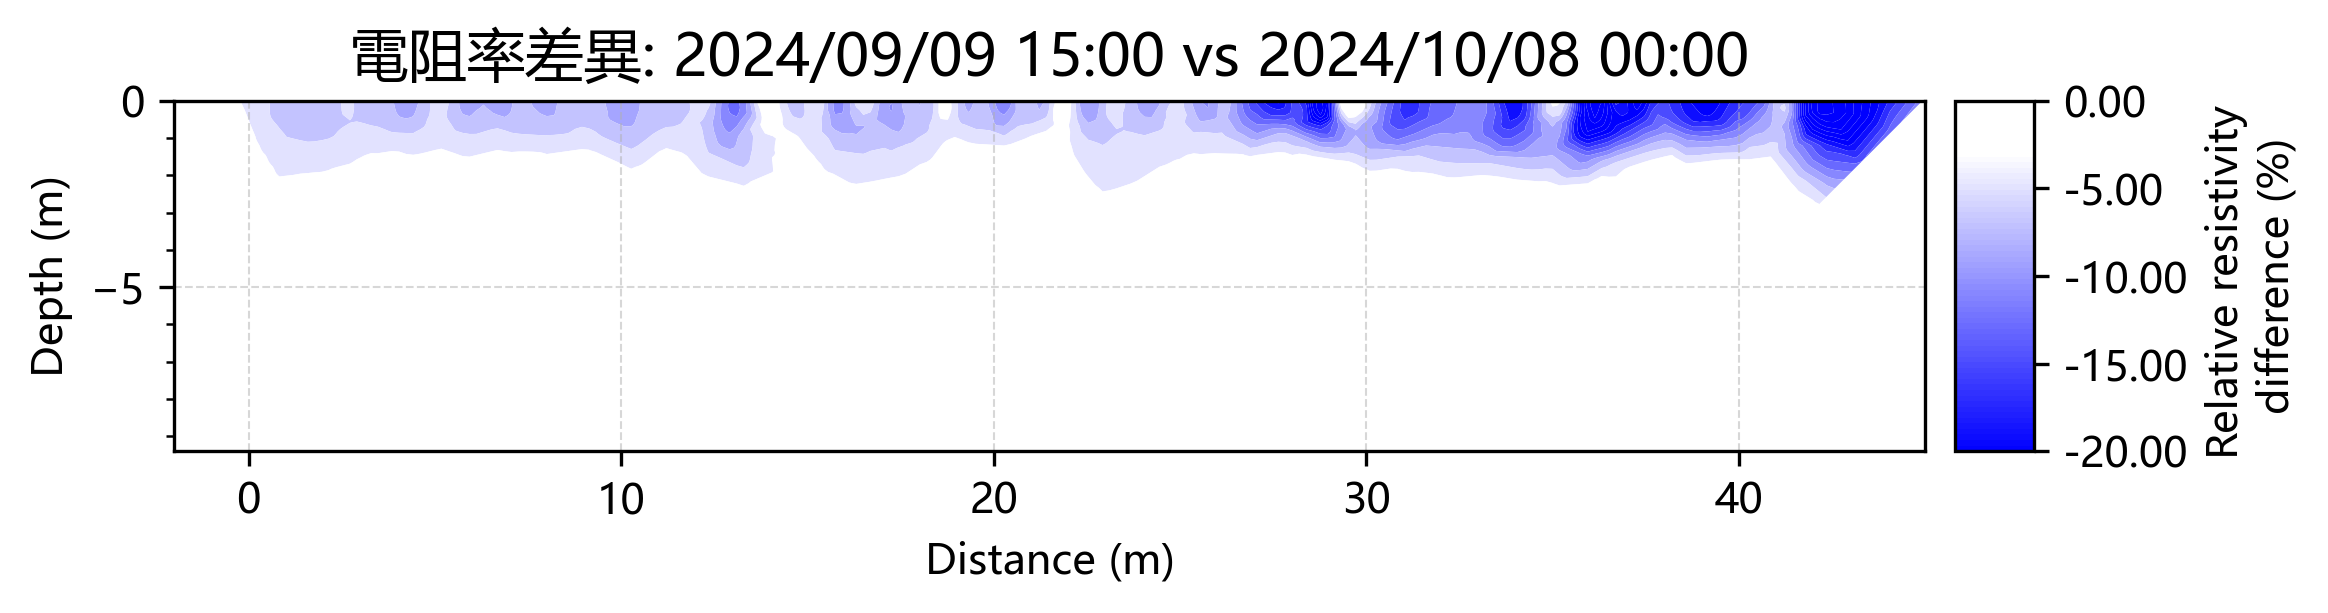 電阻率差異: 2024/09/09 15:00 vs 2024/10/08 00:00
0
−5
Depth (m)
0 10 20 30 40
Distance (m)
0.00
-5.00
-10.00
-15.00
-20.00
Relative resistivity
difference (%)